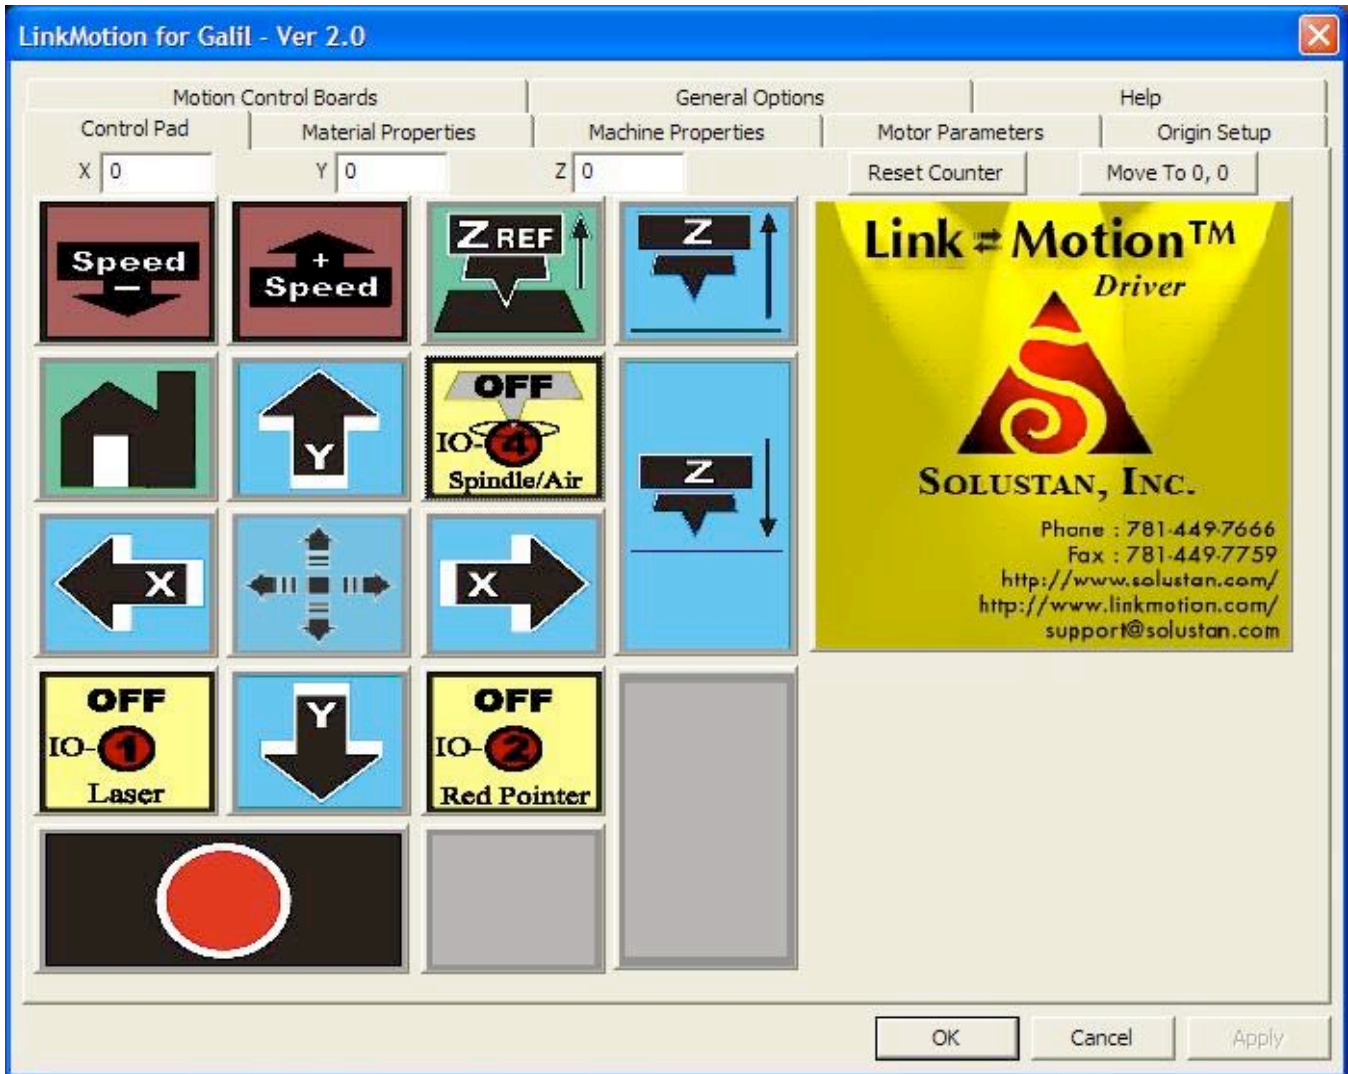 LinkMotion for Galil - Ver 2.0
Motion Control Boards General Options Help
Control Pad Material Properties Machine Properties Motor Parameters Origin Setup
X 0 Y 0 Z 0 Reset Counter Move To 0, 0
Speed
-
+
Speed
Z REF
Z
Link ⇄ Motion™
Driver
S
SOLUSTAN, INC.
Phone : 781-449-7666
Fax : 781-449-7759
http://www.solustan.com/
http://www.linkmotion.com/
support@solustan.com
Y
OFF
IO-4
Spindle/Air
Z
X
X
OFF
IO-1
Laser
Y
OFF
IO-2
Red Pointer
OK Cancel Apply